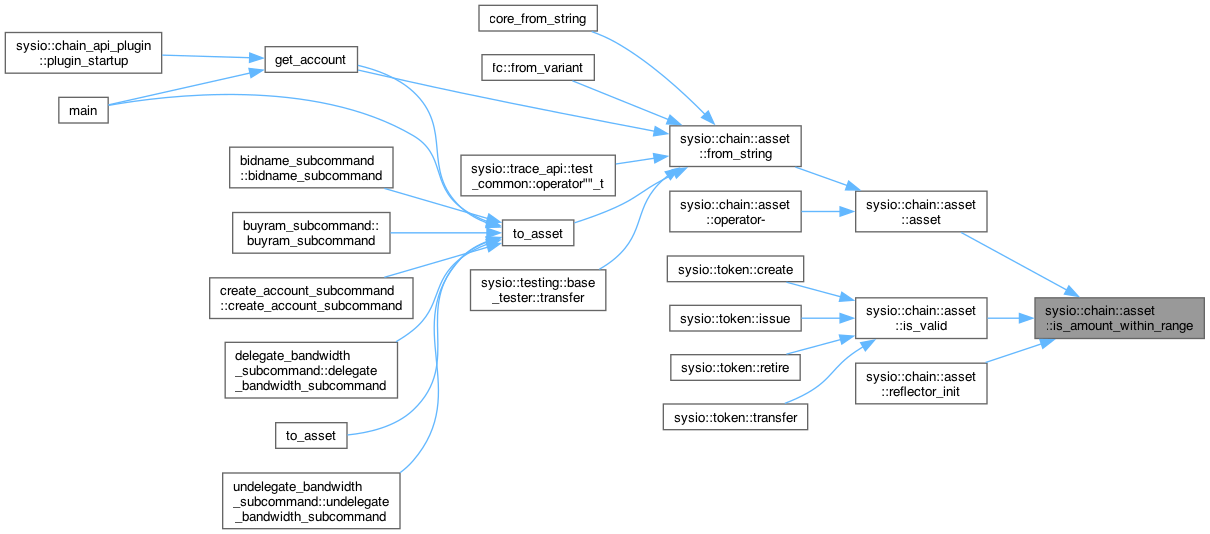 core_from_string
sysio::chain_api_plugin
::plugin_startup
get_account
fc::from_variant
main
sysio::chain::asset
::from_string
bidname_subcommand
::bidname_subcommand
sysio::trace_api::test
_common::operator""_t
sysio::chain::asset
::operator-
sysio::chain::asset
::asset
buyram_subcommand::
buyram_subcommand
to_asset
sysio::token::create
create_account_subcommand
::create_account_subcommand
sysio::testing::base
_tester::transfer
sysio::token::issue
sysio::chain::asset
::is_valid
sysio::chain::asset
::is_amount_within_range
delegate_bandwidth
_subcommand::delegate
_bandwidth_subcommand
sysio::token::retire
sysio::chain::asset
::reflector_init
sysio::token::transfer
to_asset
undelegate_bandwidth
_subcommand::undelegate
_bandwidth_subcommand